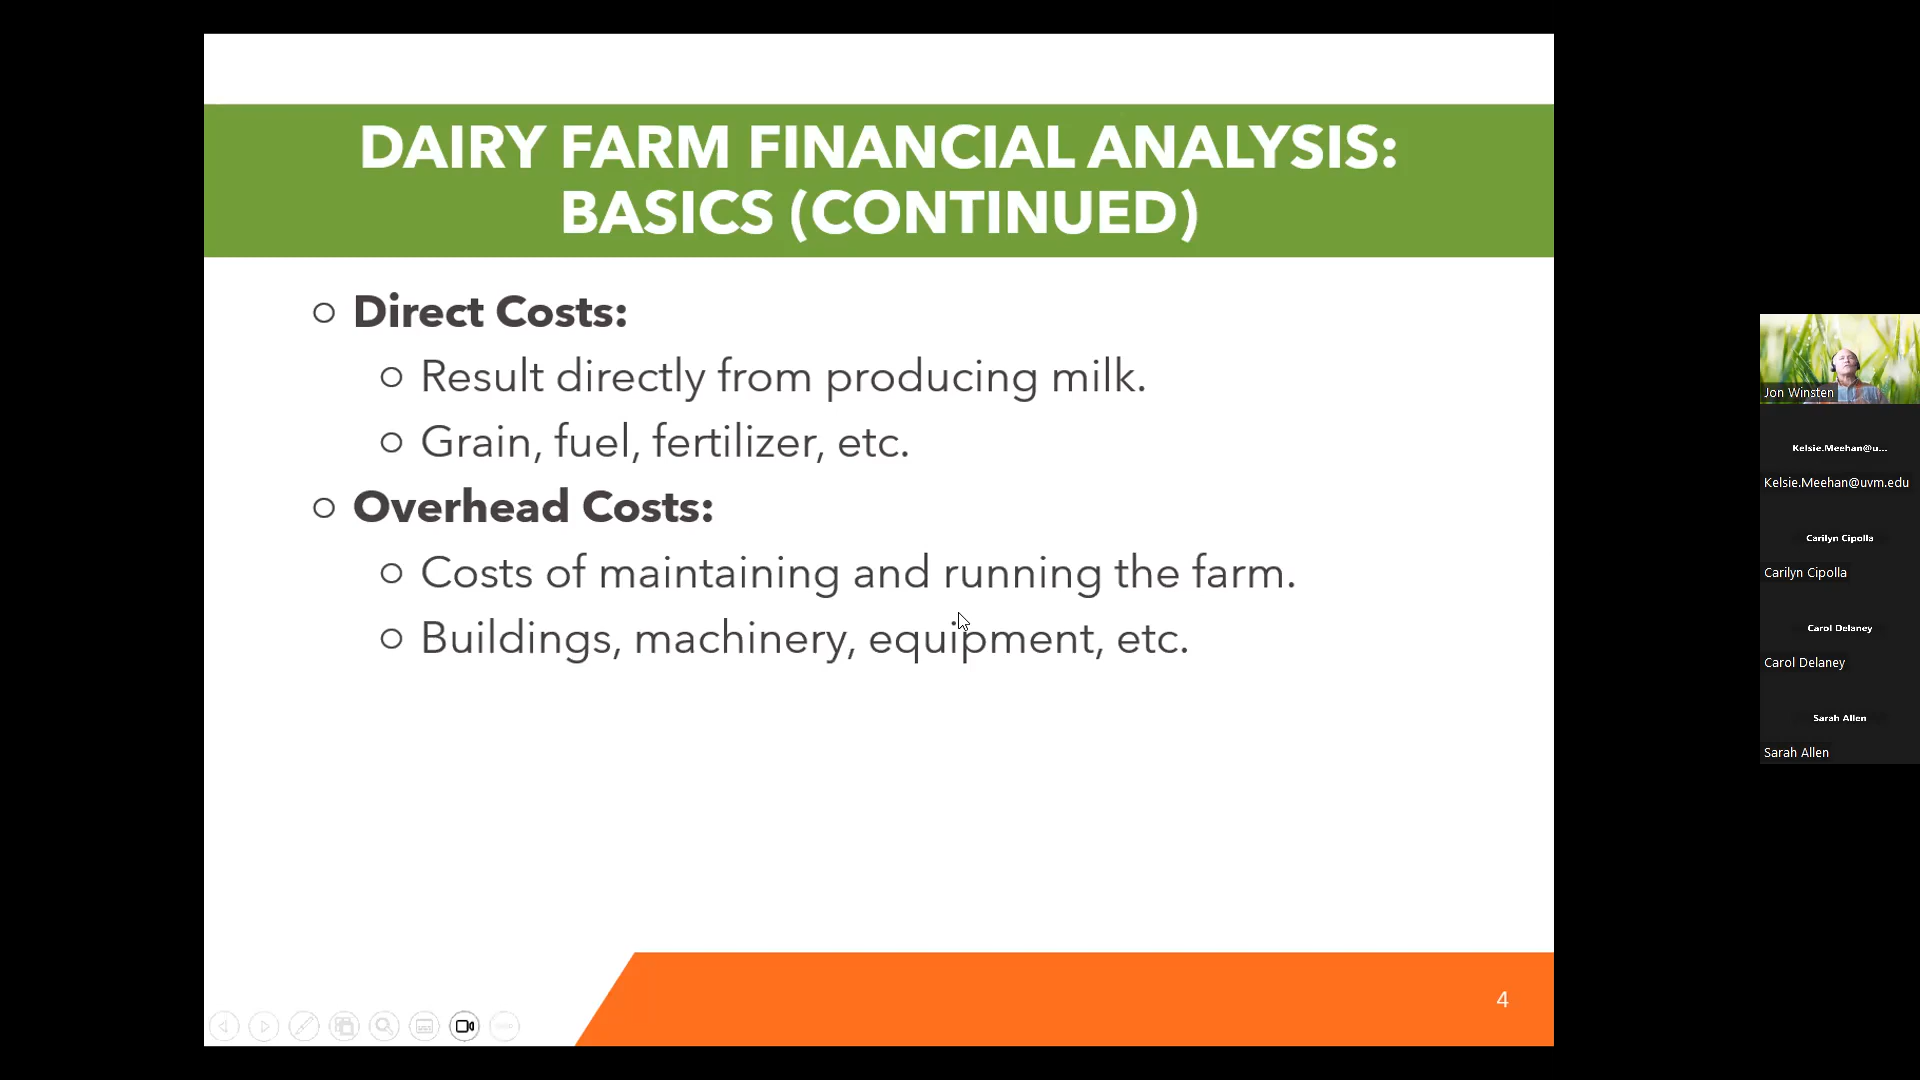 DAIRY FARM FINANCIAL ANALYSIS:
BASICS (CONTINUED)
Direct Costs:
Result directly from producing milk.
Grain, fuel, fertilizer, etc.
Overhead Costs:
Costs of maintaining and running the farm.
Buildings, machinery, equipment, etc.
4
Jon Winsten
Kelsie.Meehan@u...
Kelsie.Meehan@uvm.edu
Carilyn Cipolla
Carilyn Cipolla
Carol Delaney
Carol Delaney
Sarah Allen
Sarah Allen